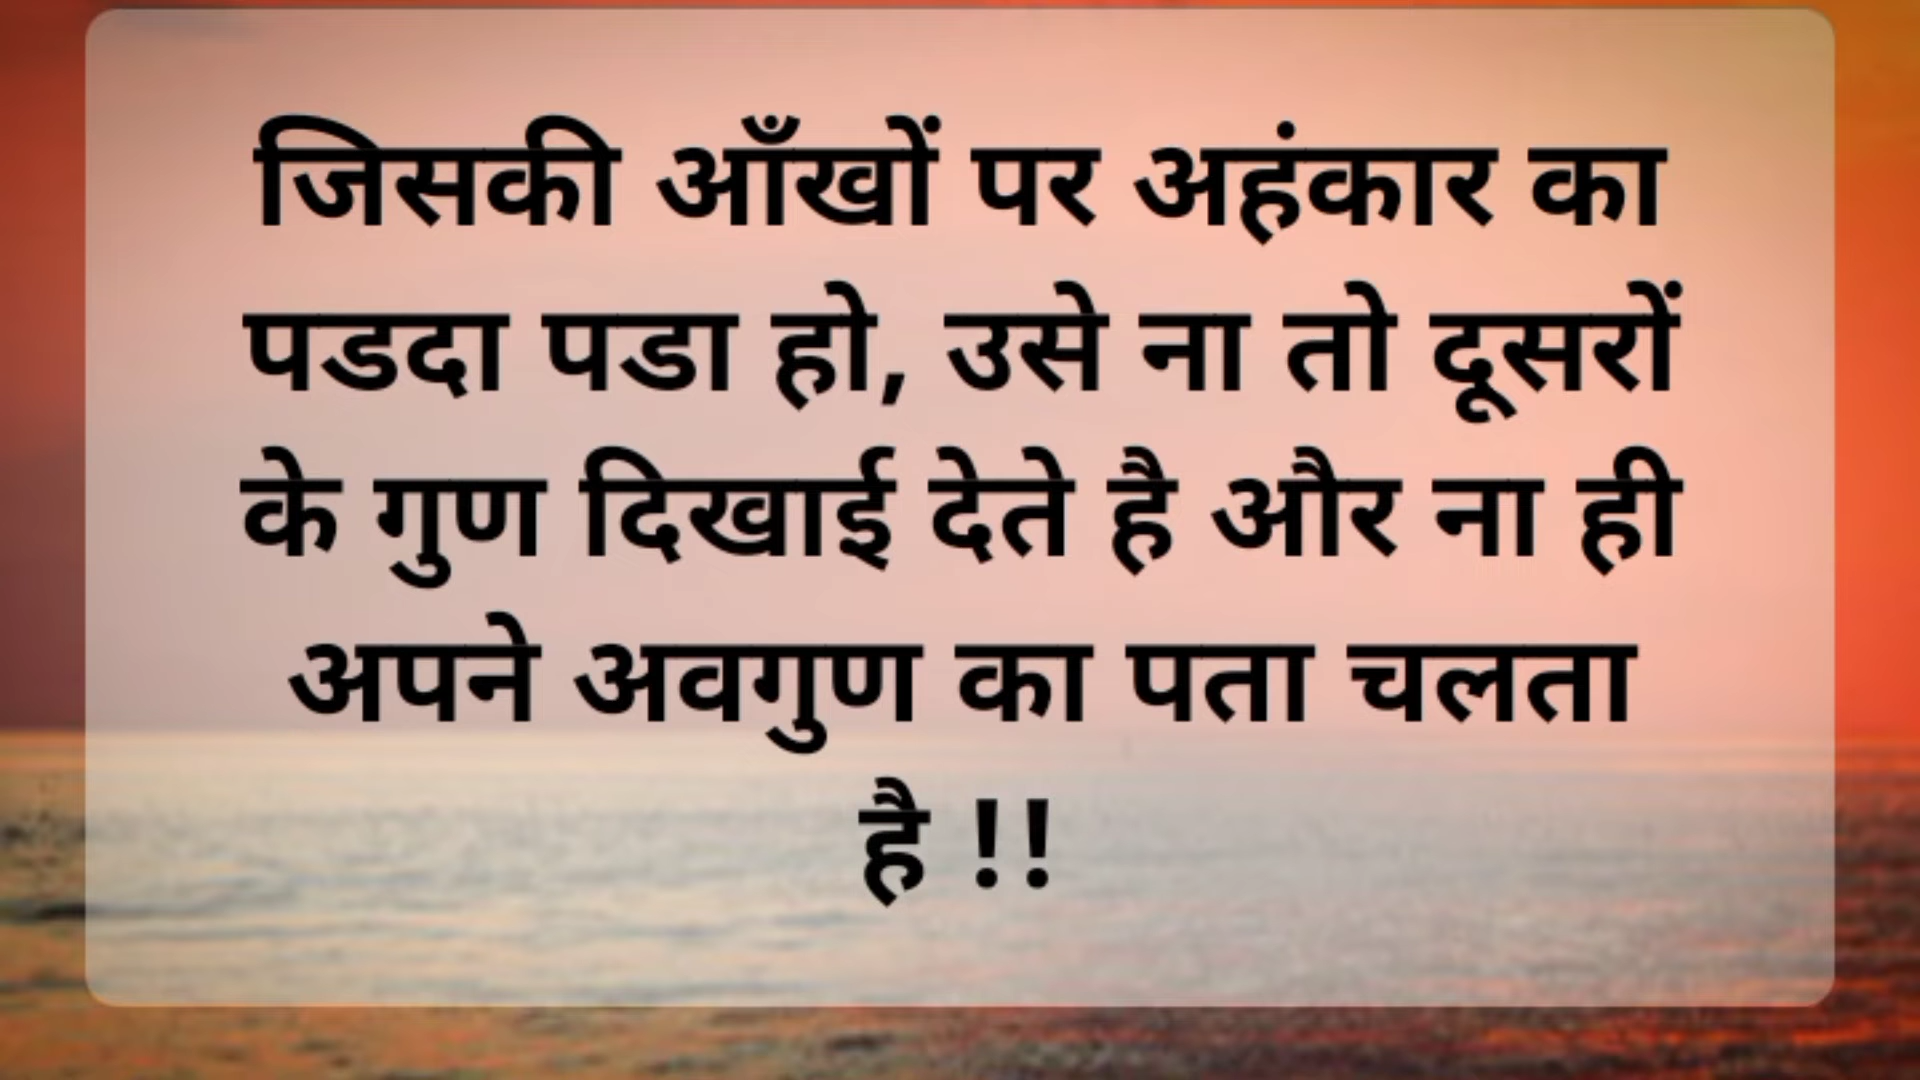 जिसकी आँखों पर अहंकार का
पडदा पडा हो, उसे ना तो दूसरों
के गुण दिखाई देते है और ना ही
अपने अवगुण का पता चलता
है !!